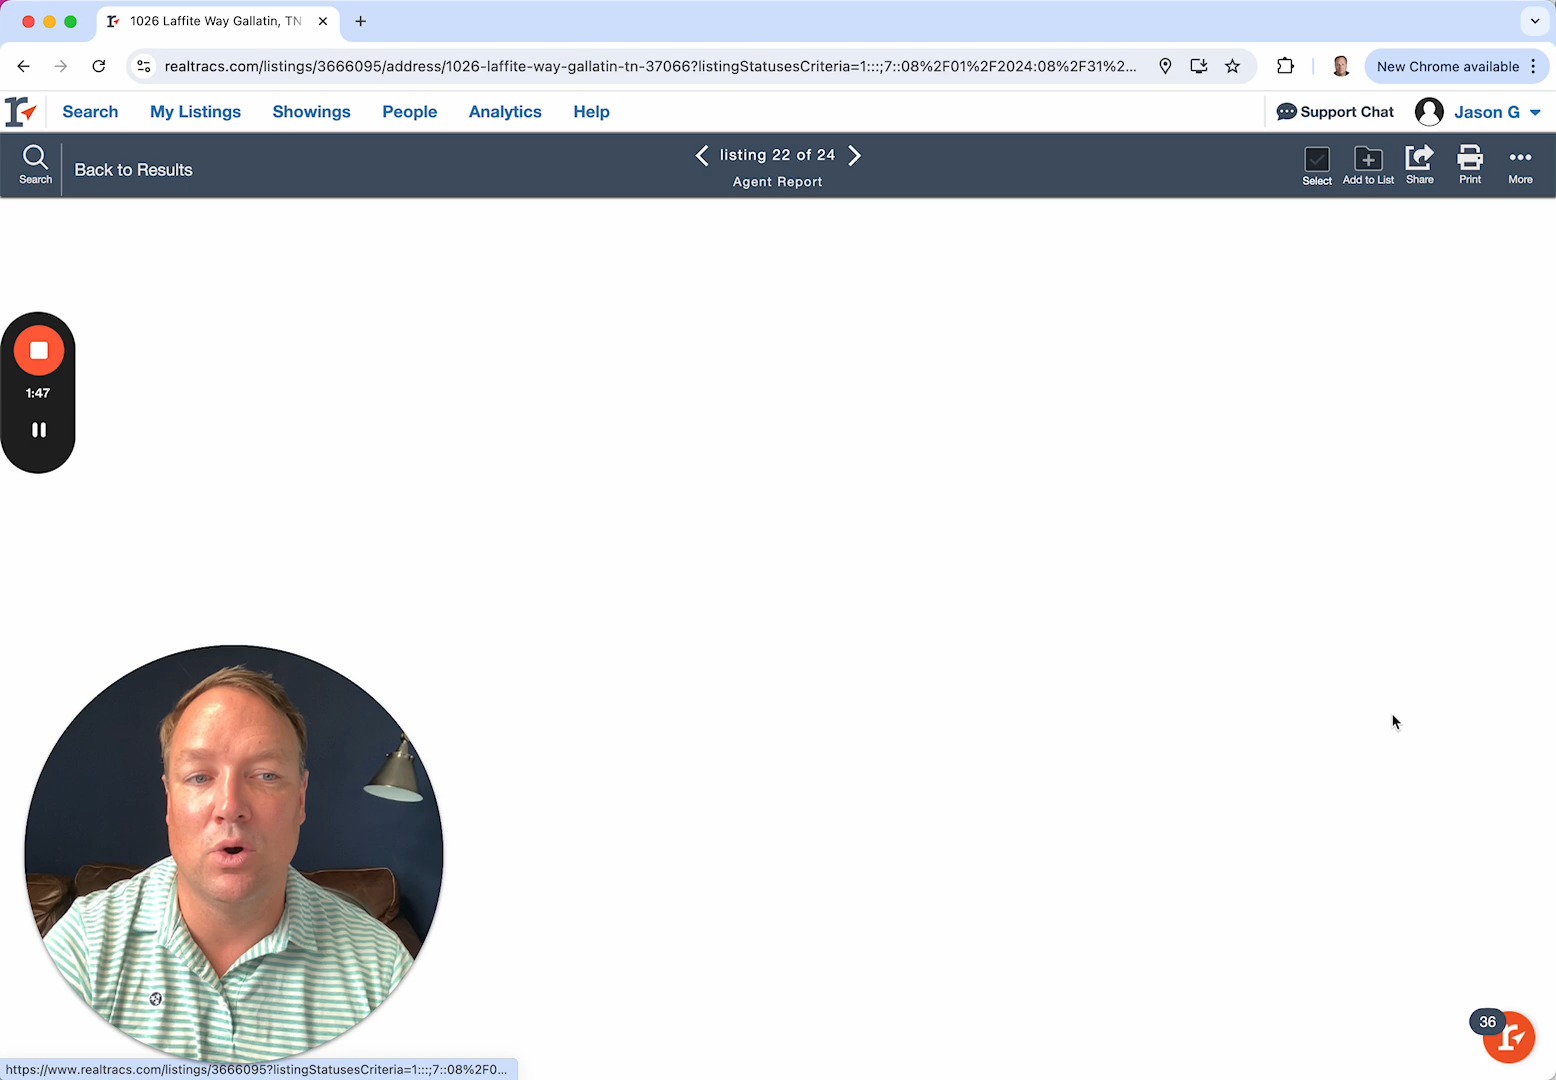 1026 Laffite Way Gallatin, TN
realtracs.com/listings/3666095/address/1026-laffite-way-gallatin-tn-37066?listingStatusesCriteria=1:::;7::08%2F01%2F2024:08%2F31%2...
New Chrome available
Search My Listings Showings People Analytics Help
Support Chat
Jason G
Search
Back to Results
listing 22 of 24
Agent Report
Select
Add to List
Share
Print
More
1:47
36
https://www.realtracs.com/listings/3666095?listingStatusesCriteria=1:::;7::08%2F0...